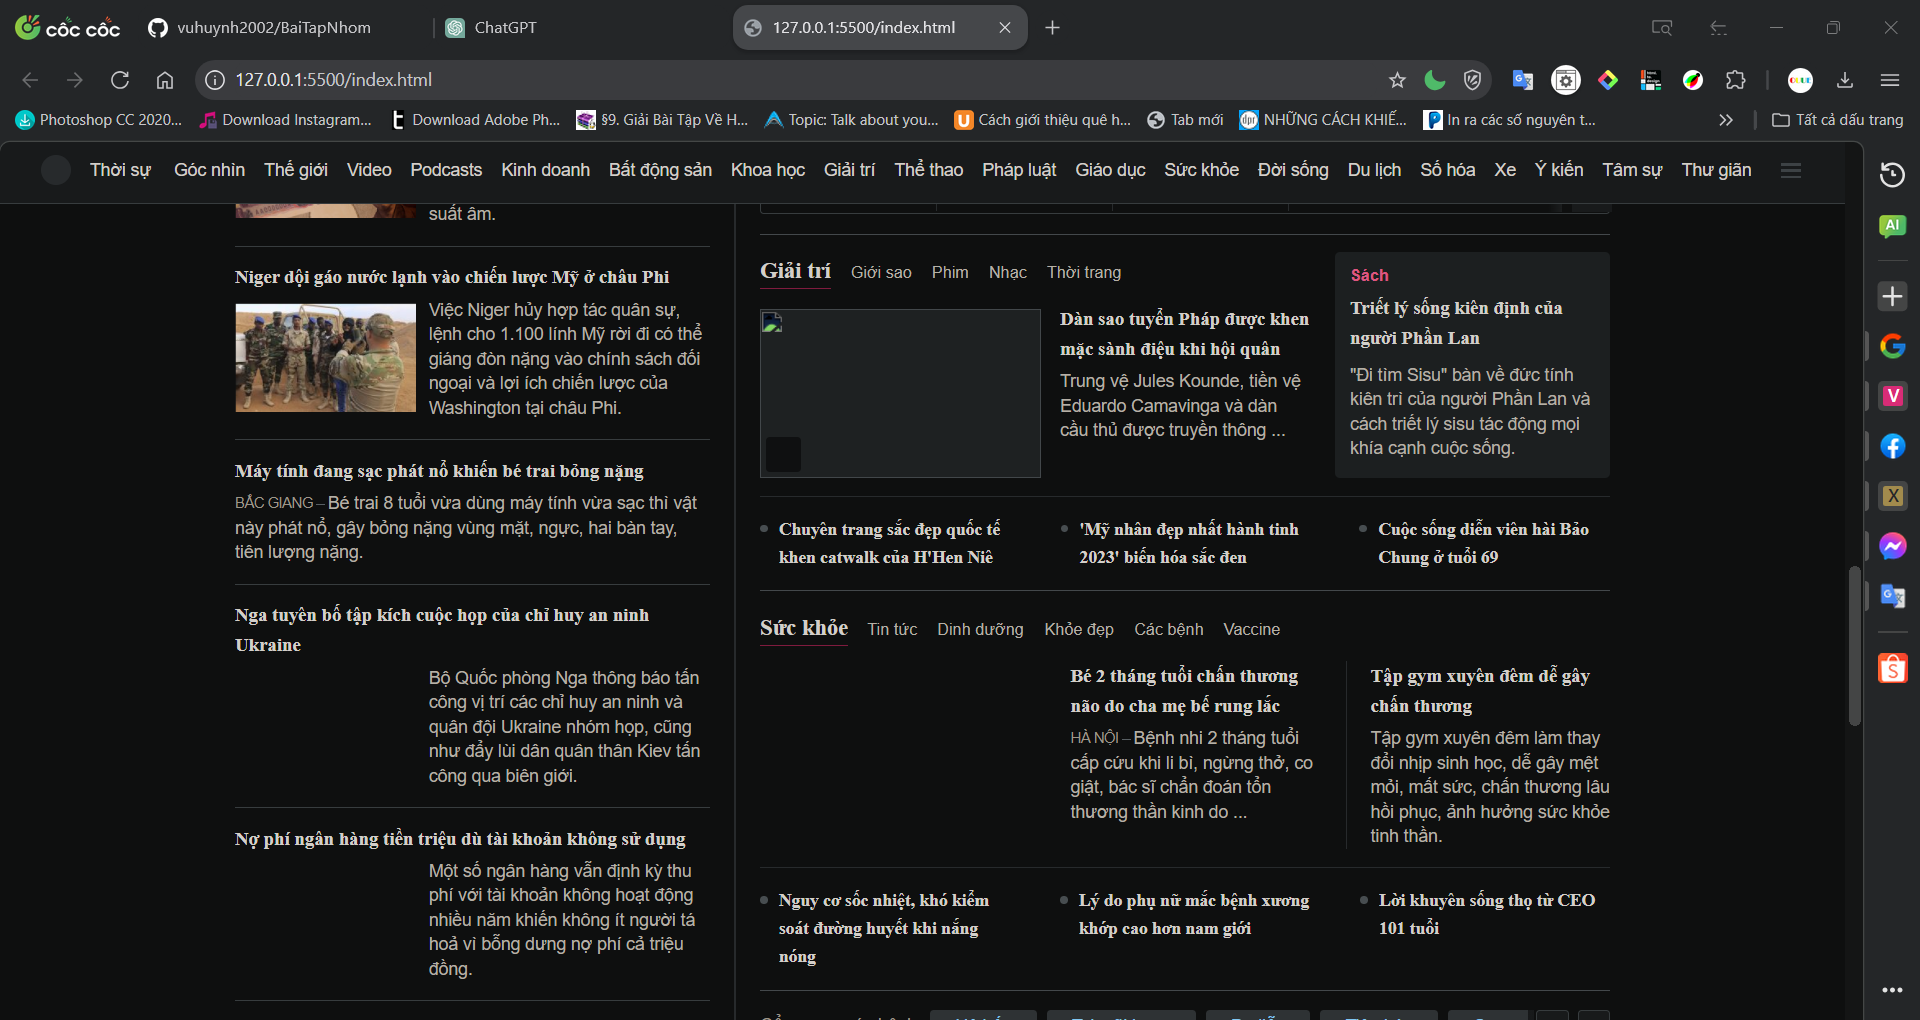 cốc cốc
vuhuynh2002/BaiTapNhom
ChatGPT
127.0.0.1:5500/index.html
127.0.0.1:5500/index.html
Photoshop CC 2020...
Download Instagram...
Download Adobe Ph...
§9. Giải Bài Tập Về H...
Topic: Talk about you...
Cách giới thiệu quê h...
Tab mới
NHỮNG CÁCH KHIẾ...
In ra các số nguyên t...
Tất cả dấu trang
Thời sự Góc nhìn Thế giới Video Podcasts Kinh doanh Bất động sản Khoa học Giải trí Thể thao Pháp luật Giáo dục Sức khỏe Đời sống Du lịch Số hóa Xe Ý kiến Tâm sự Thư giãn
suất âm.
Niger dội gáo nước lạnh vào chiến lược Mỹ ở châu Phi
Việc Niger hủy hợp tác quân sự,
lệnh cho 1.100 lính Mỹ rời đi có thể
giáng đòn nặng vào chính sách đối
ngoại và lợi ích chiến lược của
Washington tại châu Phi.
Máy tính đang sạc phát nổ khiến bé trai bỏng nặng
BẮC GIANG – Bé trai 8 tuổi vừa dùng máy tính vừa sạc thì vật
này phát nổ, gây bỏng nặng vùng mặt, ngực, hai bàn tay,
tiên lượng nặng.
Nga tuyên bố tập kích cuộc họp của chỉ huy an ninh
Ukraine
Bộ Quốc phòng Nga thông báo tấn
công vị trí các chỉ huy an ninh và
quân đội Ukraine nhóm họp, cũng
như đẩy lùi dân quân thân Kiev tấn
công qua biên giới.
Nợ phí ngân hàng tiền triệu dù tài khoản không sử dụng
Một số ngân hàng vẫn định kỳ thu
phí với tài khoản không hoạt động
nhiều năm khiến không ít người tá
hoả vì bỗng dưng nợ phí cả triệu
đồng.
Giải trí Giới sao Phim Nhạc Thời trang
Dàn sao tuyển Pháp được khen
mặc sành điệu khi hội quân
Trung vệ Jules Kounde, tiền vệ
Eduardo Camavinga và dàn
cầu thủ được truyền thông ...
Sách
Triết lý sống kiên định của
người Phần Lan
"Đi tìm Sisu" bàn về đức tính
kiên trì của người Phần Lan và
cách triết lý sisu tác động mọi
khía cạnh cuộc sống.
Chuyên trang sắc đẹp quốc tế
khen catwalk của H'Hen Niê
'Mỹ nhân đẹp nhất hành tinh
2023' biến hóa sắc đen
Cuộc sống diễn viên hài Bảo
Chung ở tuổi 69
Sức khỏe Tin tức Dinh dưỡng Khỏe đẹp Các bệnh Vaccine
Bé 2 tháng tuổi chấn thương
não do cha mẹ bế rung lắc
HÀ NỘI – Bệnh nhi 2 tháng tuổi
cấp cứu khi li bì, ngừng thở, co
giật, bác sĩ chẩn đoán tổn
thương thần kinh do ...
Tập gym xuyên đêm dễ gây
chấn thương
Tập gym xuyên đêm làm thay
đổi nhịp sinh học, dễ gây mệt
mỏi, mất sức, chấn thương lâu
hồi phục, ảnh hưởng sức khỏe
tinh thần.
Nguy cơ sốc nhiệt, khó kiểm
soát đường huyết khi nắng
nóng
Lý do phụ nữ mắc bệnh xương
khớp cao hơn nam giới
Lời khuyên sống thọ từ CEO
101 tuổi
AI
V
X